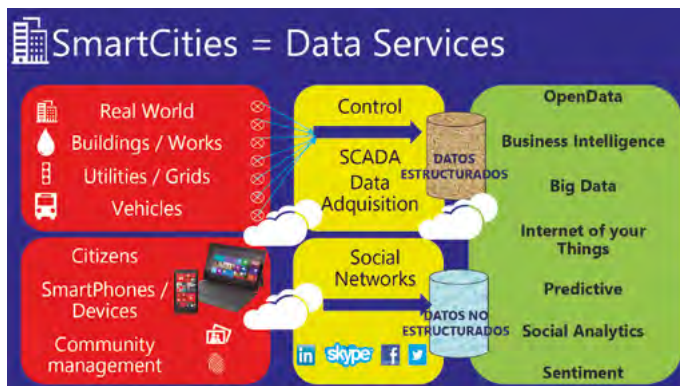 SmartCities = Data Services
Real World
Buildings / Works
Utilities / Grids
Vehicles
Citizens
SmartPhones /
Devices
Community
management
Control
SCADA
Data
Adquisition
Social
Networks
in
skype
f
DATOS
ESTRUCTURADOS
DATOS NO
ESTRUCTURADOS
OpenData
Business Intelligence
Big Data
Internet of your
Things
Predictive
Social Analytics
Sentiment